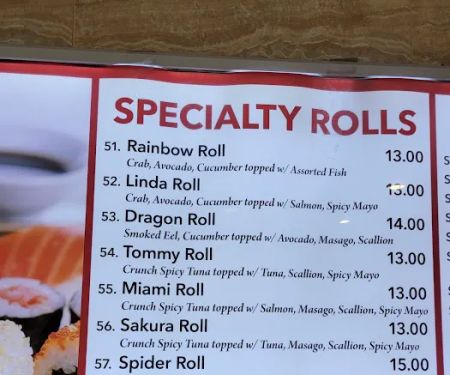 SPECIALTY ROLLS
51. Rainbow Roll 13.00
Crab, Avocado, Cucumber topped w/ Assorted Fish
52. Linda Roll 13.00
Crab, Avocado, Cucumber topped w/ Salmon, Spicy Mayo
53. Dragon Roll 14.00
Smoked Eel, Cucumber topped w/ Avocado, Masago, Scallion
54. Tommy Roll 13.00
Crunch Spicy Tuna topped w/ Tuna, Scallion, Spicy Mayo
55. Miami Roll 13.00
Crunch Spicy Tuna topped w/ Salmon, Masago, Scallion, Spicy Mayo
56. Sakura Roll 13.00
Crunch Spicy Tuna topped w/ Tuna, Masago, Scallion, Spicy Mayo
57. Spider Roll 15.00